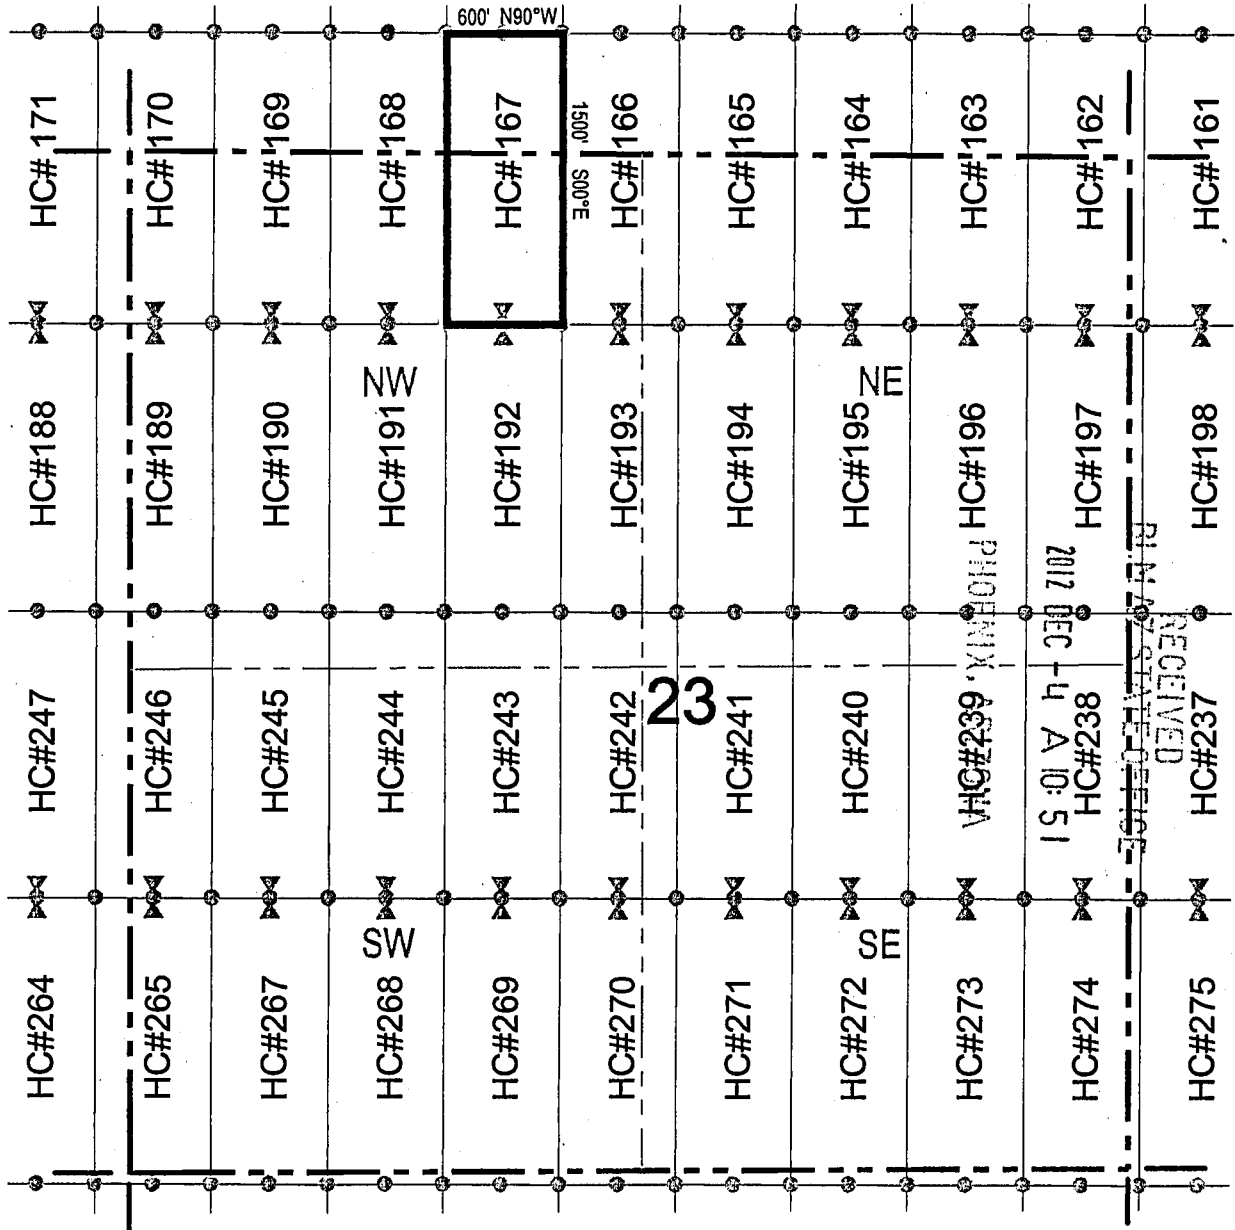 600' N90°W
1500' S00°E
HC#171
HC#170
HC#169
HC#168
HC#167
HC#166
HC#165
HC#164
HC#163
HC#162
HC#161
NW
NE
HC#188
HC#189
HC#190
HC#191
HC#192
HC#193
HC#194
HC#195
HC#196
HC#197
HC#198
RECEIVED
BLM AZ STATE OFFICE
2012 DEC -4 A 10:51
PHOENIX, ARIZONA
23
HC#247
HC#246
HC#245
HC#244
HC#243
HC#242
HC#241
HC#240
HC#239
HC#238
HC#237
SW
SE
HC#264
HC#265
HC#267
HC#268
HC#269
HC#270
HC#271
HC#272
HC#273
HC#274
HC#275